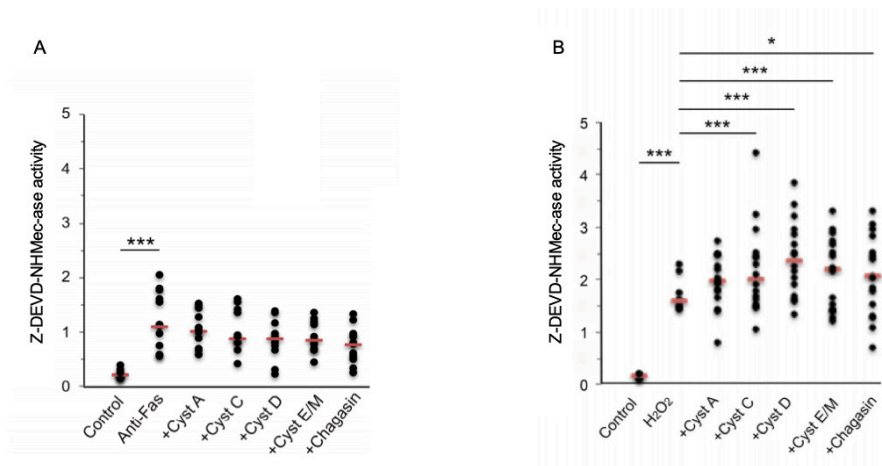 A
Z-DEVD-NHMec-ase activity
5
4
3
2
1
0
***
Control
Anti-Fas
+Cyst A
+Cyst C
+Cyst D
+Cyst E/M
+Chagasin
B
Z-DEVD-NHMec-ase activity
5
4
3
2
1
0
*
***
***
***
***
Control
H₂O₂
+Cyst A
+Cyst C
+Cyst D
+Cyst E/M
+Chagasin